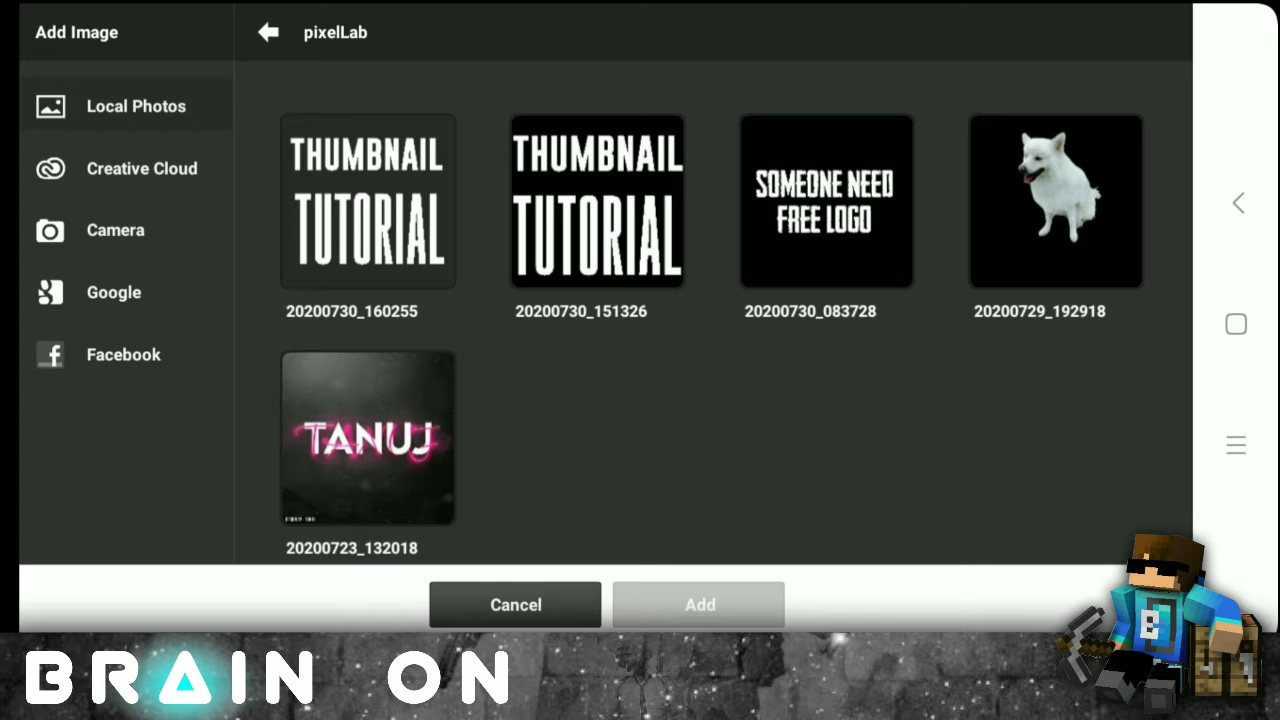 Add Image
pixelLab
Local Photos
Creative Cloud
Camera
Google
Facebook
THUMBNAIL
TUTORIAL
20200730_160255
THUMBNAIL
TUTORIAL
20200730_151326
SOMEONE NEED
FREE LOGO
20200730_083728
20200729_192918
TANUJ
20200723_132018
Cancel
Add
BRAIN ON
B